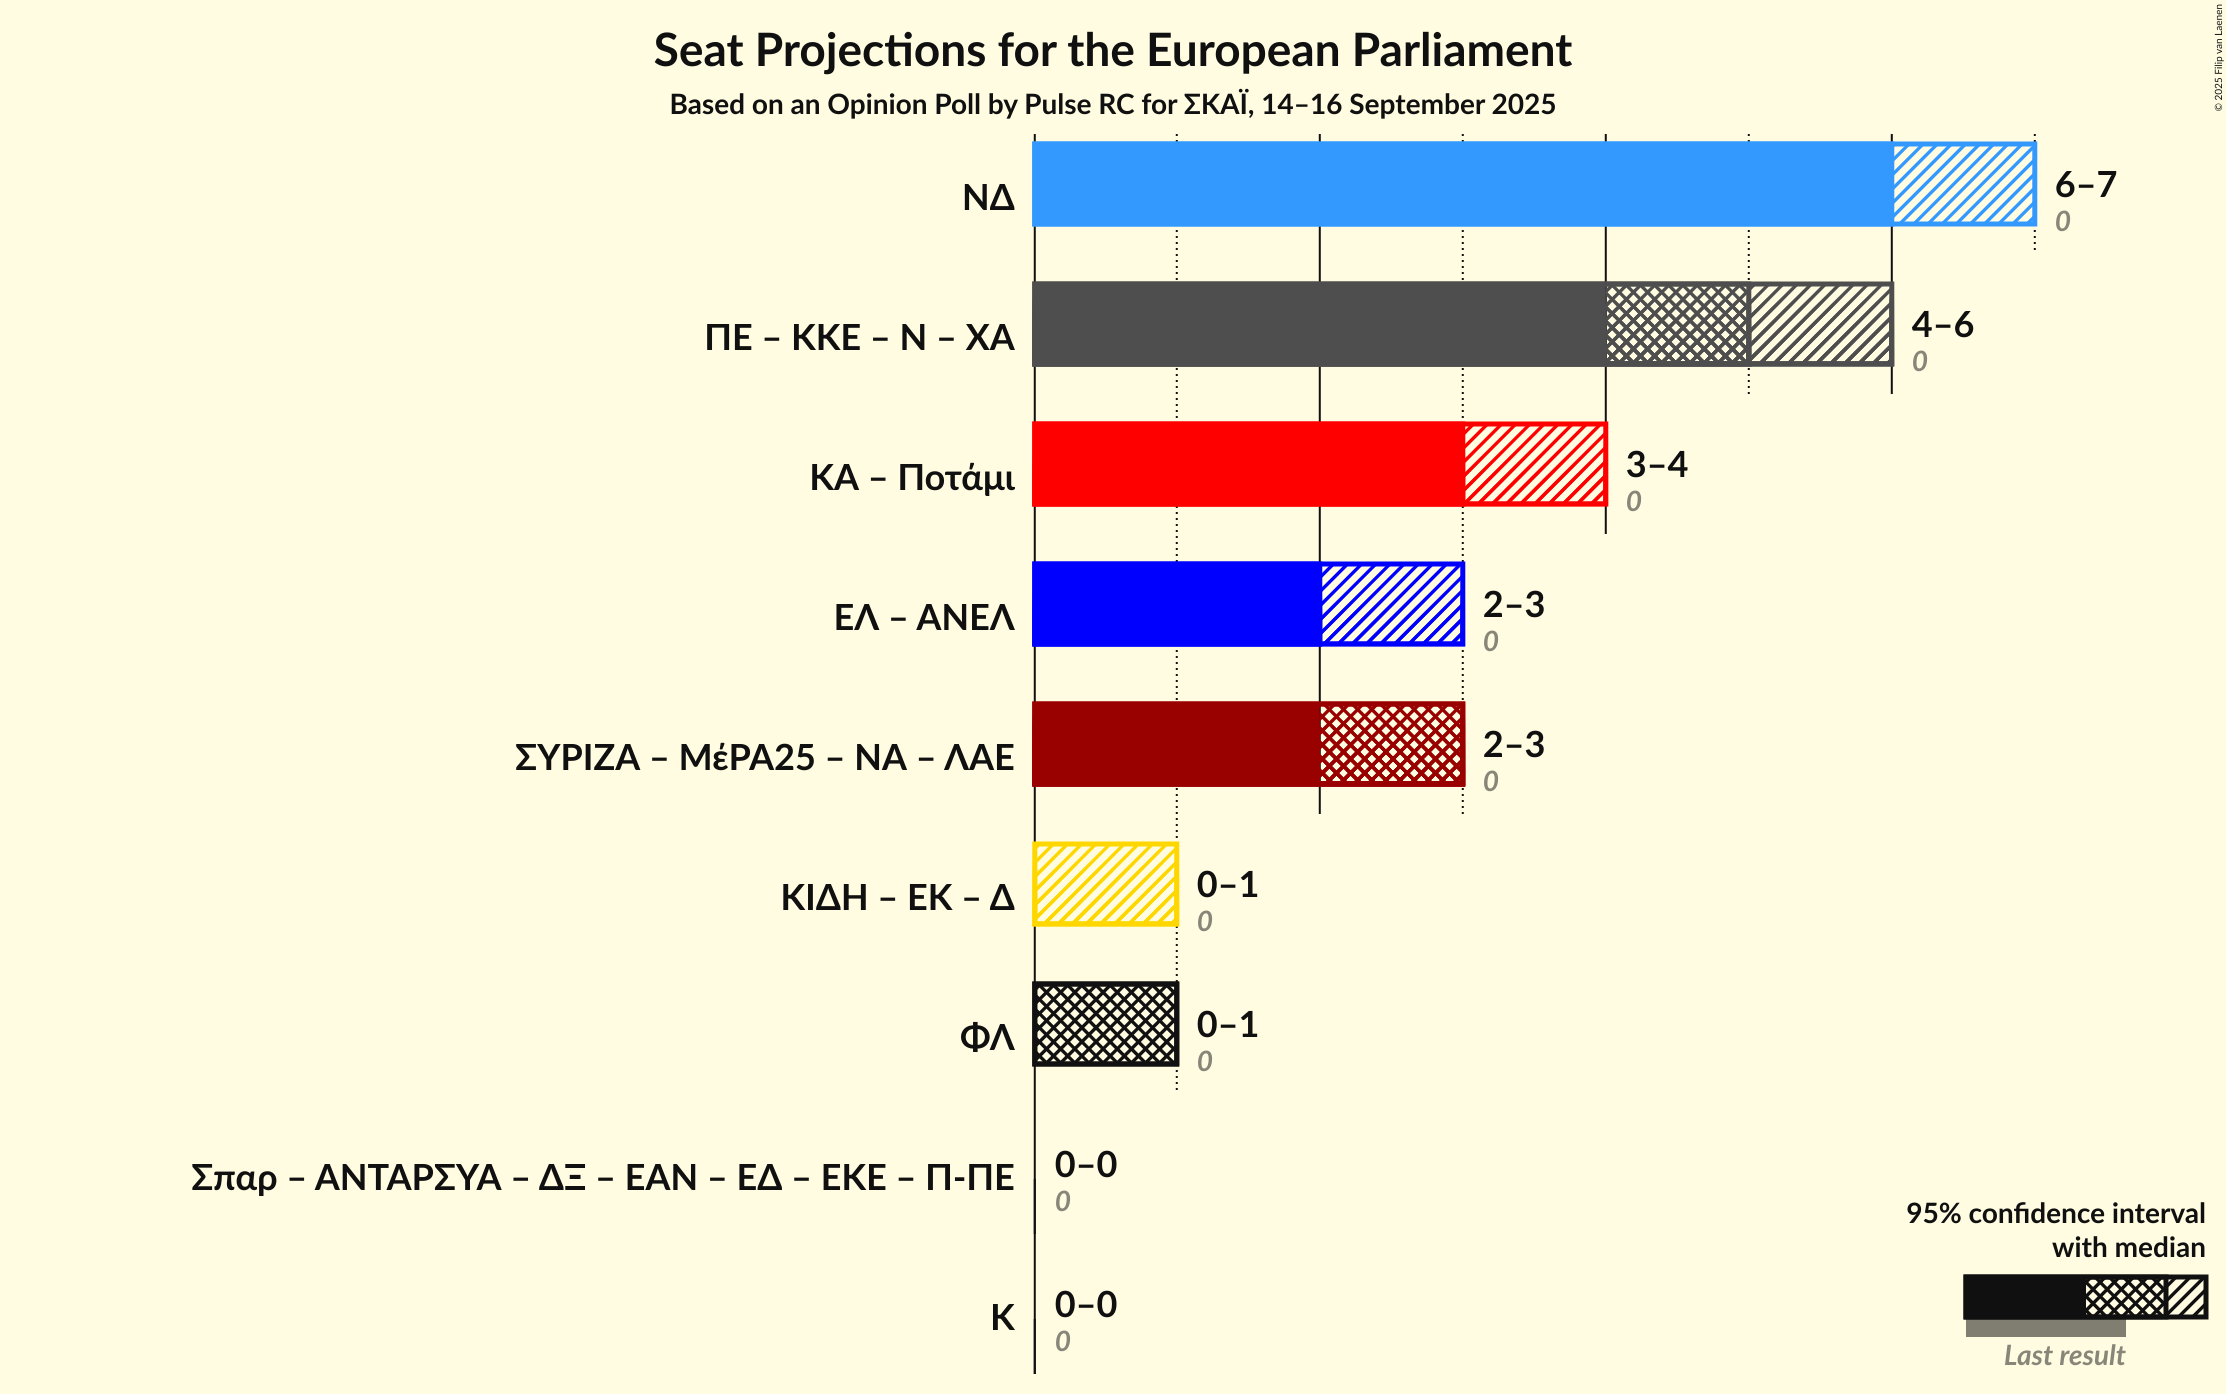 Seat Projections for the European Parliament
Based on an Opinion Poll by Pulse RC for ΣΚΑΪ, 14–16 September 2025
© 2025 Filip van Laenen
ΝΔ
6–7
0
ΠΕ – ΚΚΕ – Ν – ΧΑ
4–6
0
ΚΑ – Ποτάμι
3–4
0
ΕΛ – ΑΝΕΛ
2–3
0
ΣΥΡΙΖΑ – ΜέΡΑ25 – ΝΑ – ΛΑΕ
2–3
0
ΚΙΔΗ – ΕΚ – Δ
0–1
0
ΦΛ
0–1
0
Σπαρ – ΑΝΤΑΡΣΥΑ – ΔΞ – ΕΑΝ – ΕΔ – ΕΚΕ – Π-ΠΕ
0–0
0
Κ
0–0
0
95% confidence interval
with median
Last result